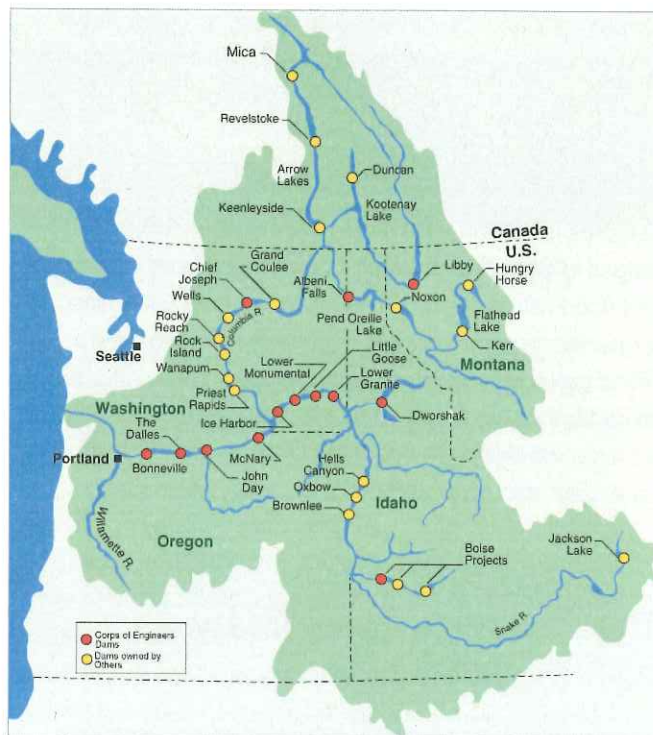 Mica
Revelstoke
Arrow
Lakes
Duncan
Kootenay
Lake
Keenleyside
Canada
U.S.
Grand
Coulee
Chief
Joseph
Albeni
Falls
Libby
Hungry
Horse
Wells
Noxon
Columbia R.
Pend Oreille
Lake
Flathead
Lake
Rocky
Reach
Seattle
Rock
Island
Kerr
Little
Goose
Lower
Monumental
Montana
Wanapum
Lower
Granite
Priest
Rapids
Washington
Ice Harbor
Dworshak
The
Dalles
Portland
Bonneville
McNary
John
Day
Hells
Canyon
Oxbow
Idaho
Brownlee
Willamette R.
Oregon
Boise
Projects
Jackson
Lake
Snake R.
Corps of Engineers
Dams
Dams owned by
Others